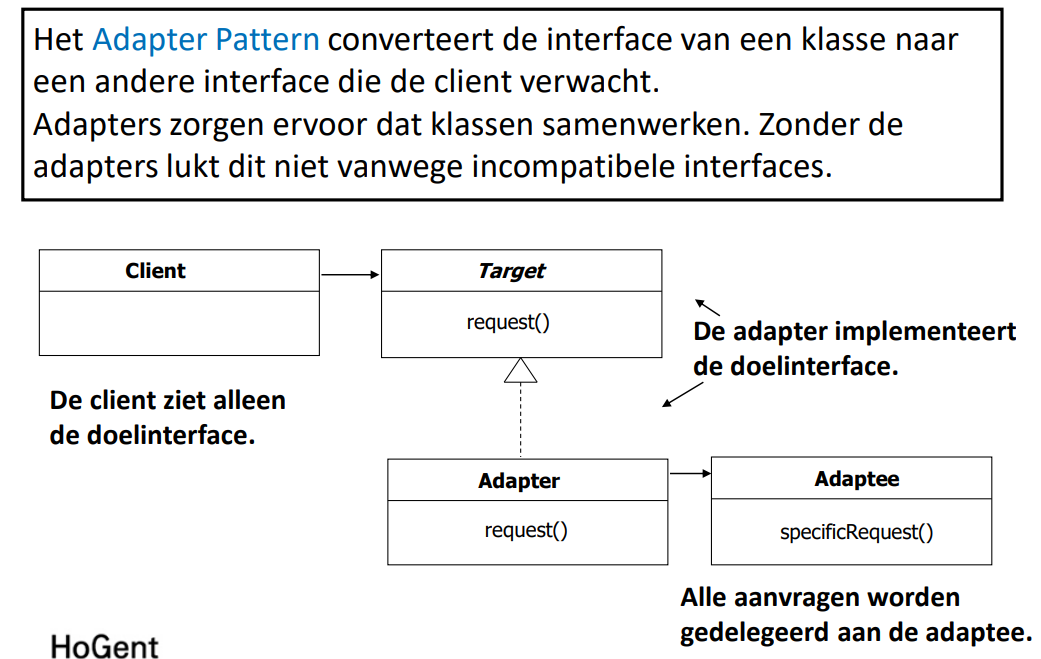 Het Adapter Pattern converteert de interface van een klasse naar
een andere interface die de client verwacht.
Adapters zorgen ervoor dat klassen samenwerken. Zonder de
adapters lukt dit niet vanwege incompatibele interfaces.
Client
Target
request()
De adapter implementeert
de doelinterface.
De client ziet alleen
de doelinterface.
Adapter
request()
Adaptee
specificRequest()
Alle aanvragen worden
gedelegeerd aan de adaptee.
HoGent